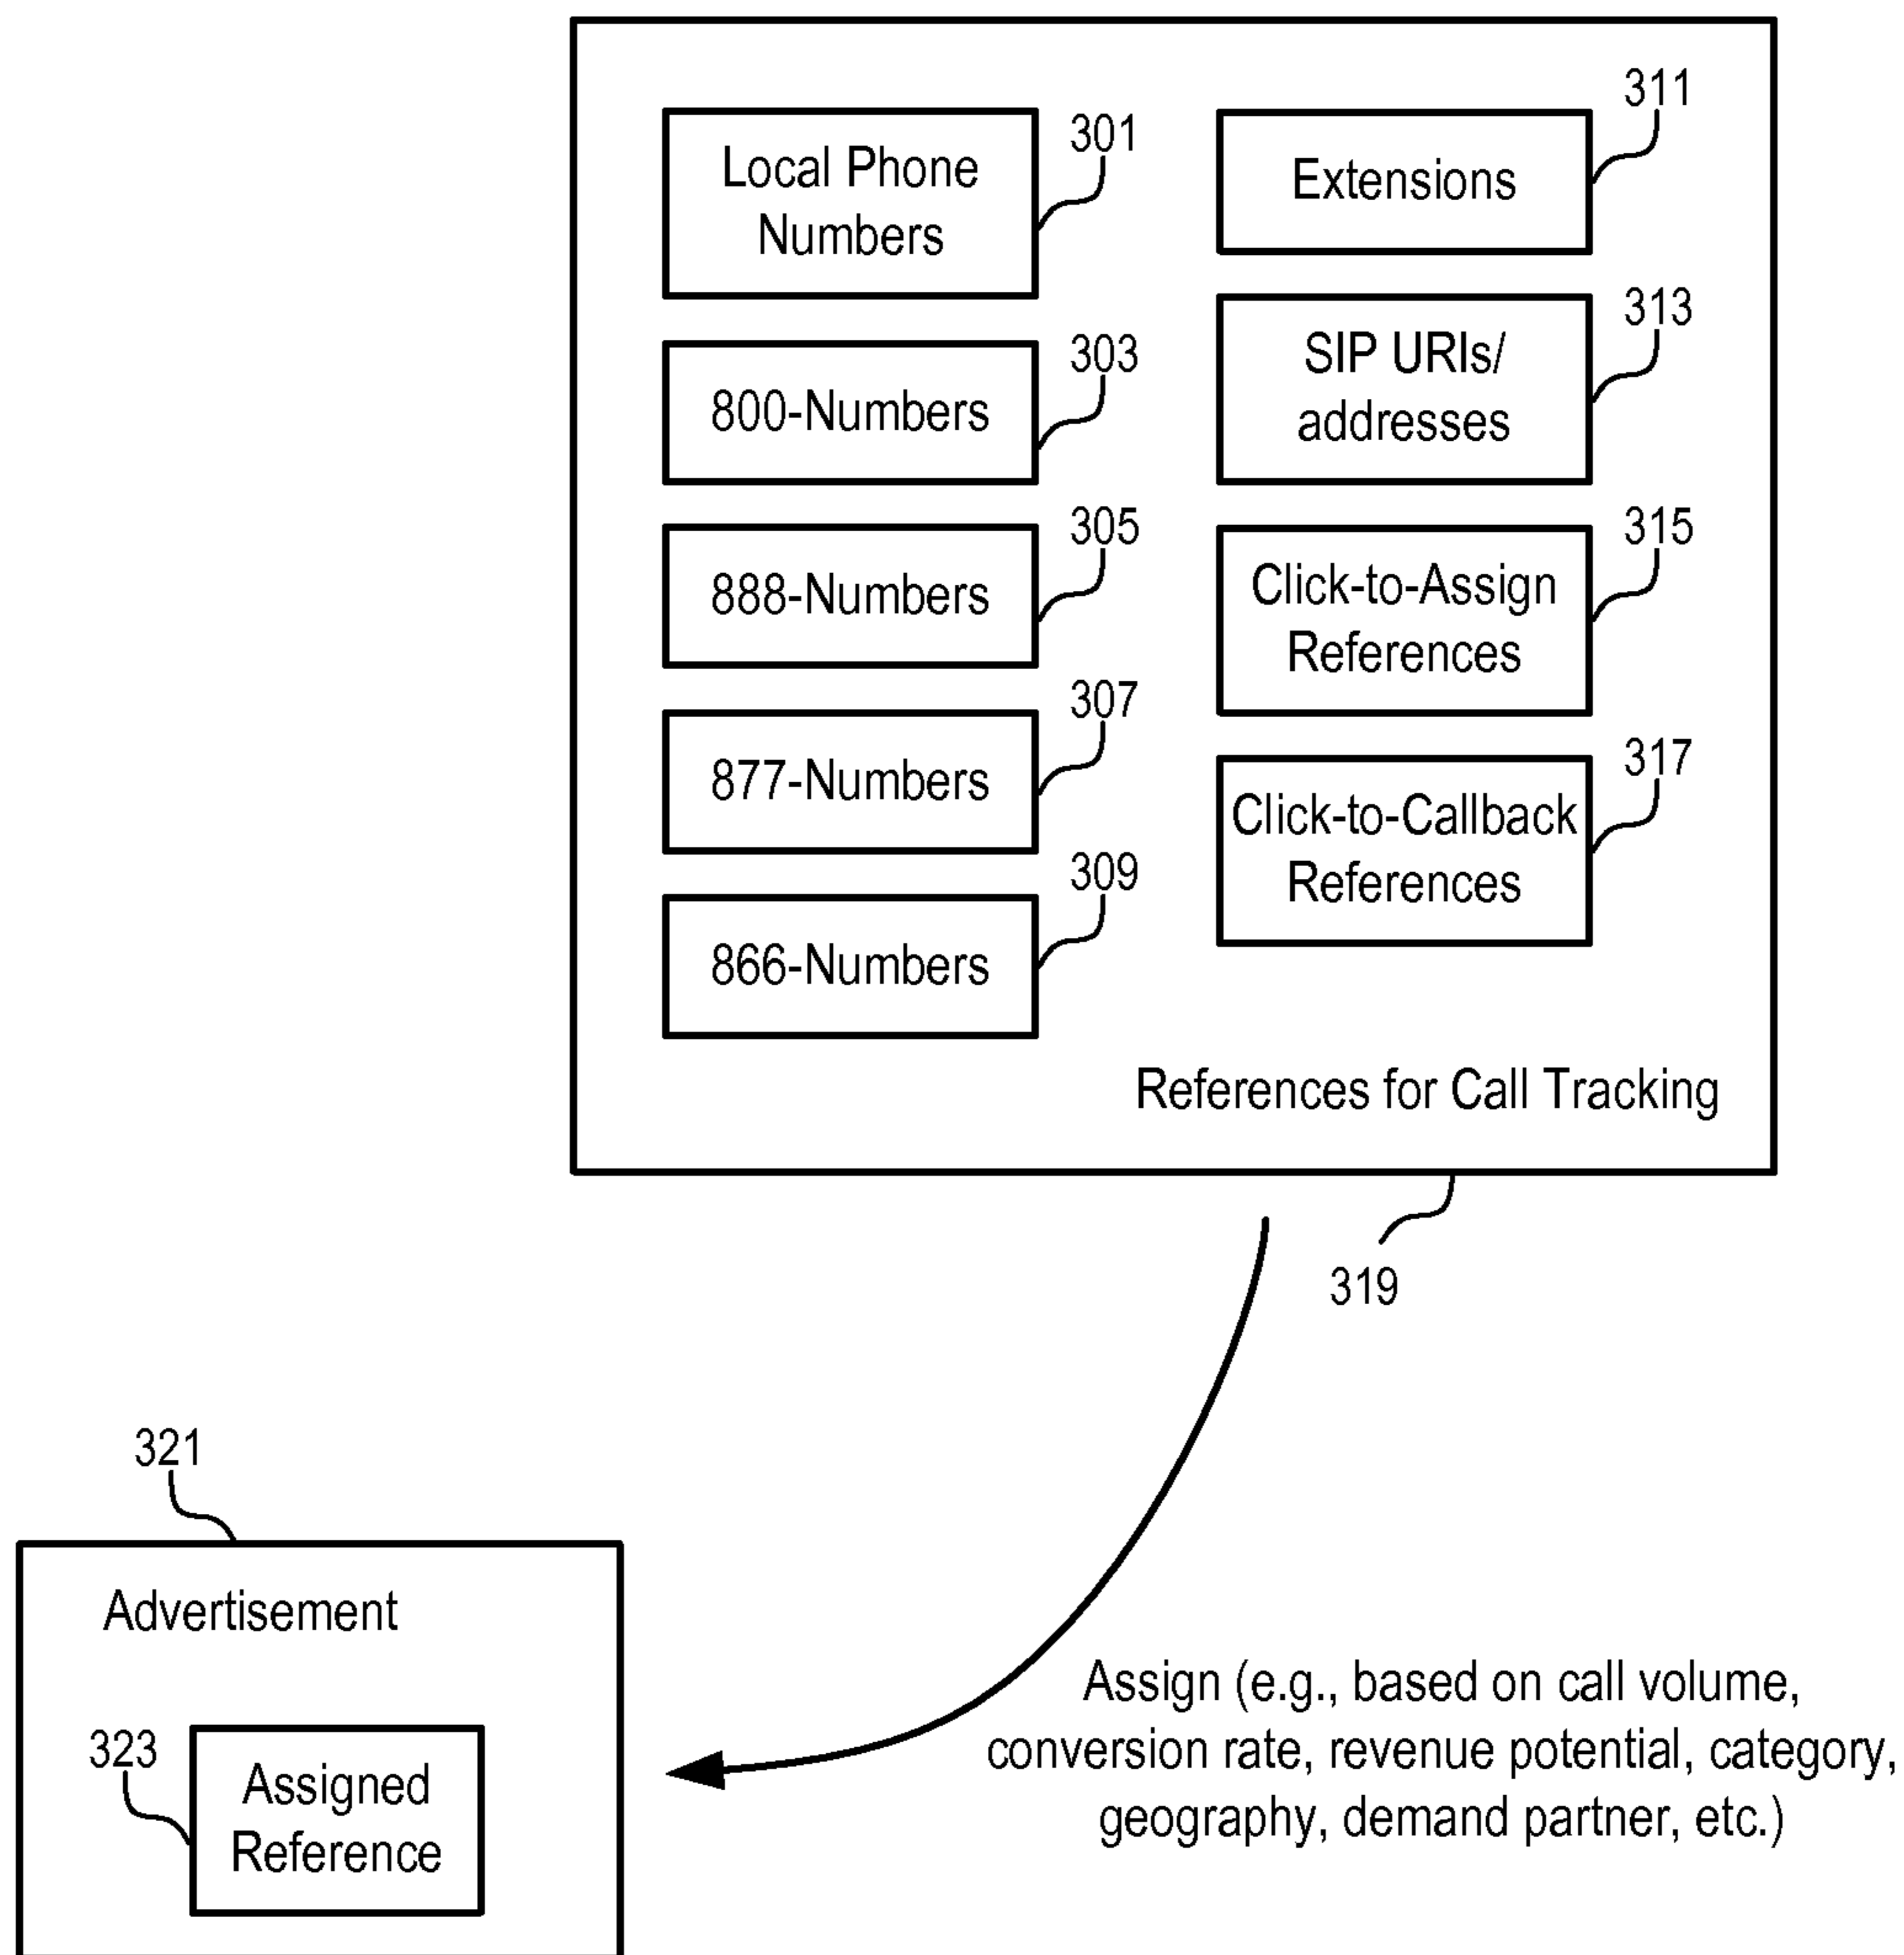 Local Phone
Numbers
301
800-Numbers
303
888-Numbers
305
877-Numbers
307
866-Numbers
309
Extensions
311
SIP URIs/
addresses
313
Click-to-Assign
References
315
Click-to-Callback
References
317
References for Call Tracking
319
321
Advertisement
323
Assigned
Reference
Assign (e.g., based on call volume,
conversion rate, revenue potential, category,
geography, demand partner, etc.)